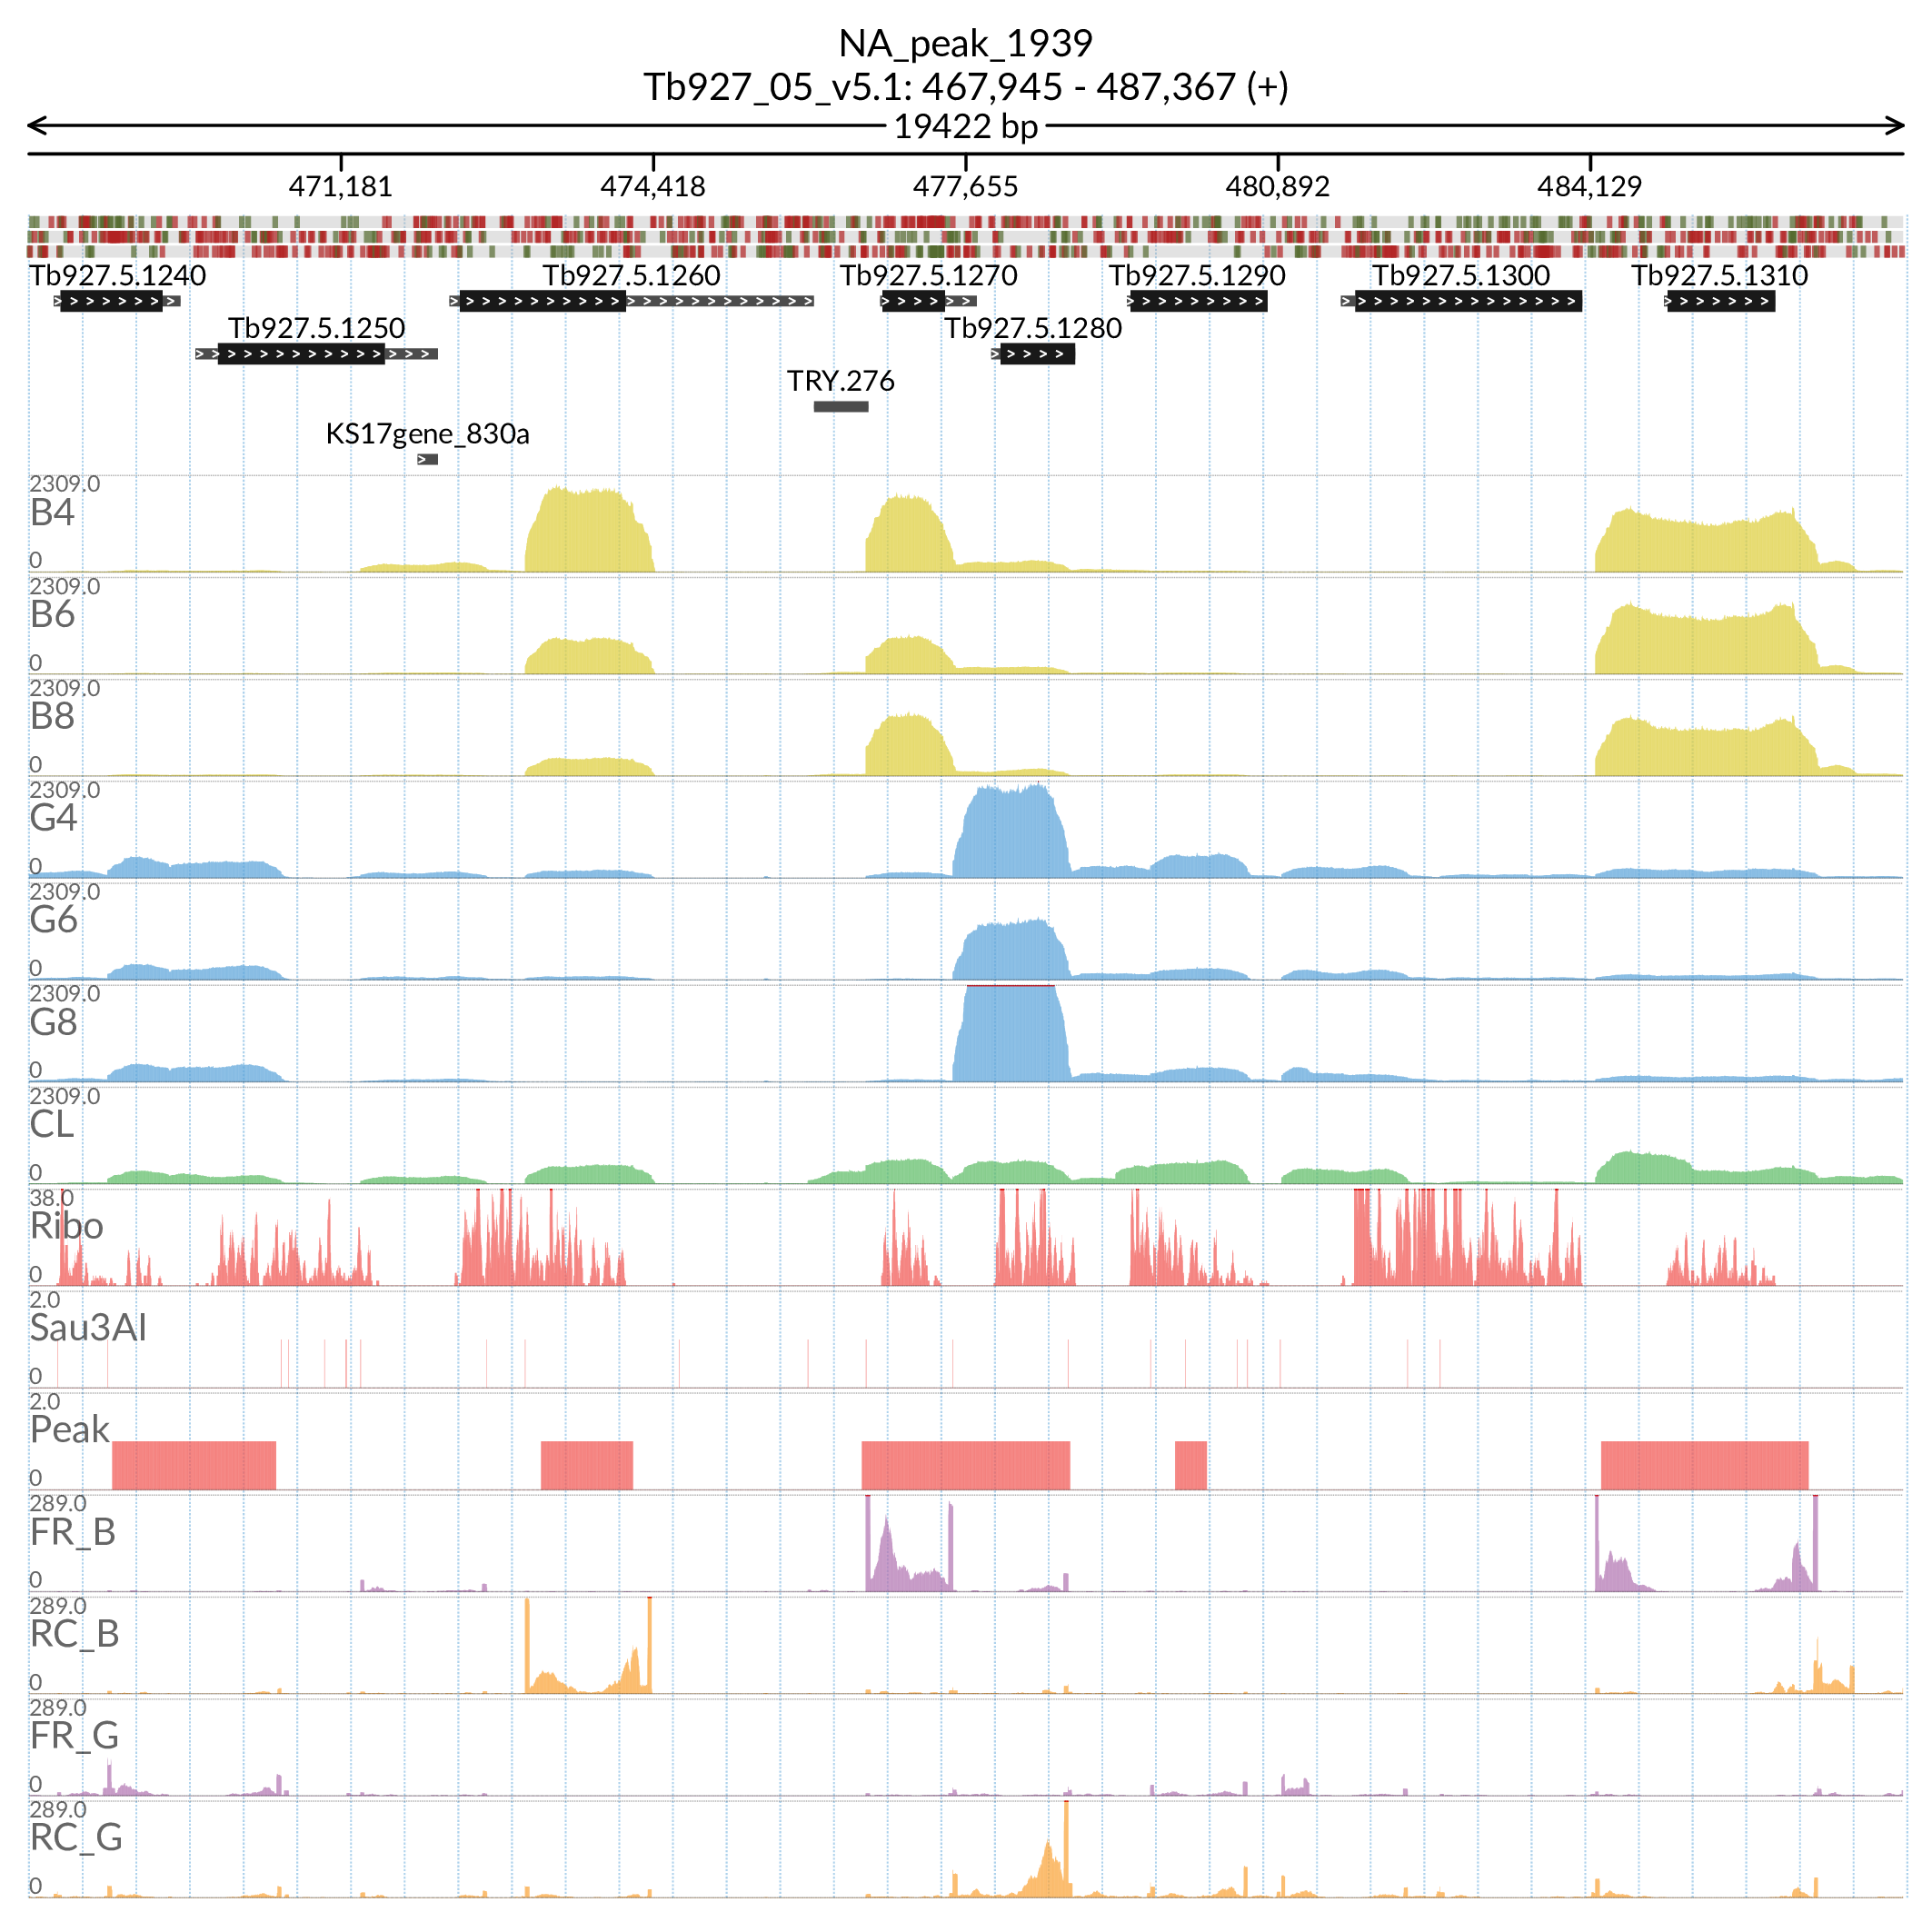 NA_peak_1939
Tb927_05_v5.1: 467,945 - 487,367 (+)
19422 bp
471,181 474,418 477,655 480,892 484,129
Tb927.5.1240 Tb927.5.1260 Tb927.5.1270 Tb927.5.1290 Tb927.5.1300 Tb927.5.1310
Tb927.5.1250 Tb927.5.1280
TRY.276
KS17gene_830a
2309.0
B4
0
2309.0
B6
0
2309.0
B8
0
2309.0
G4
0
2309.0
G6
0
2309.0
G8
0
2309.0
CL
0
38.0
Ribo
0
2.0
Sau3AI
0
2.0
Peak
0
289.0
FR_B
0
289.0
RC_B
0
289.0
FR_G
0
289.0
RC_G
0